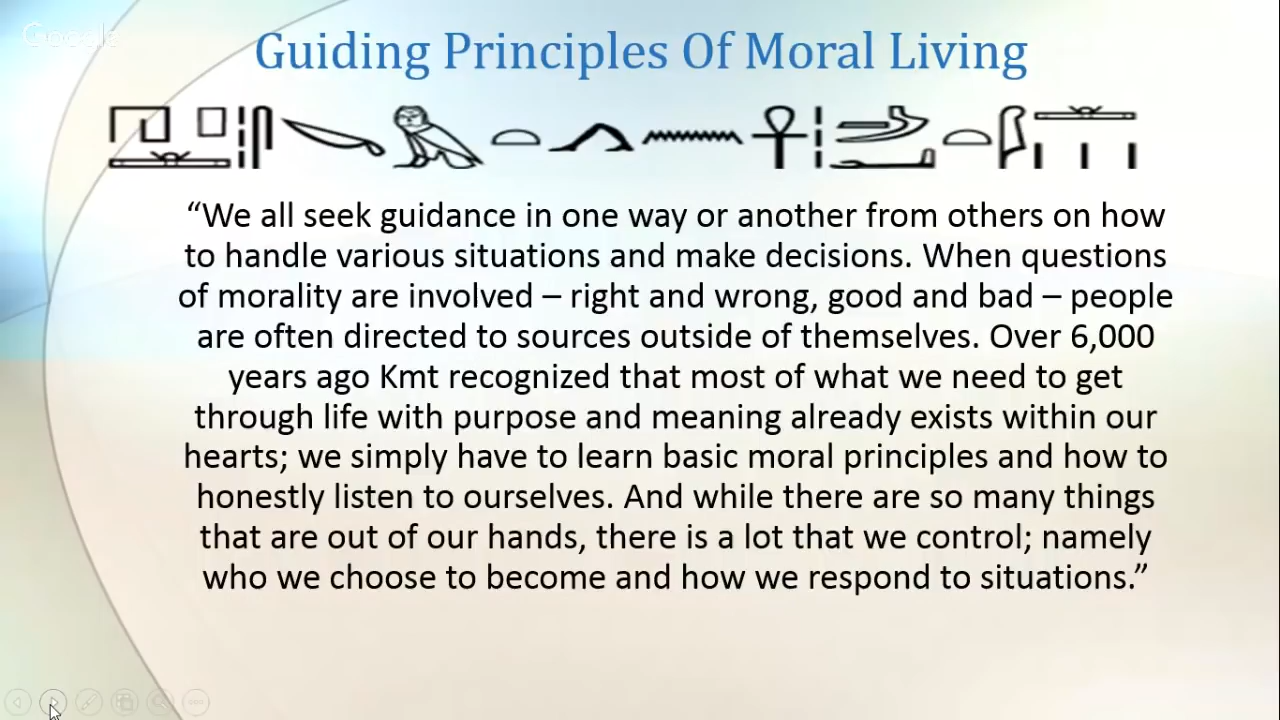 Google
Guiding Principles Of Moral Living
“We all seek guidance in one way or another from others on how
to handle various situations and make decisions. When questions
of morality are involved – right and wrong, good and bad – people
are often directed to sources outside of themselves. Over 6,000
years ago Kmt recognized that most of what we need to get
through life with purpose and meaning already exists within our
hearts; we simply have to learn basic moral principles and how to
honestly listen to ourselves. And while there are so many things
that are out of our hands, there is a lot that we control; namely
who we choose to become and how we respond to situations.”